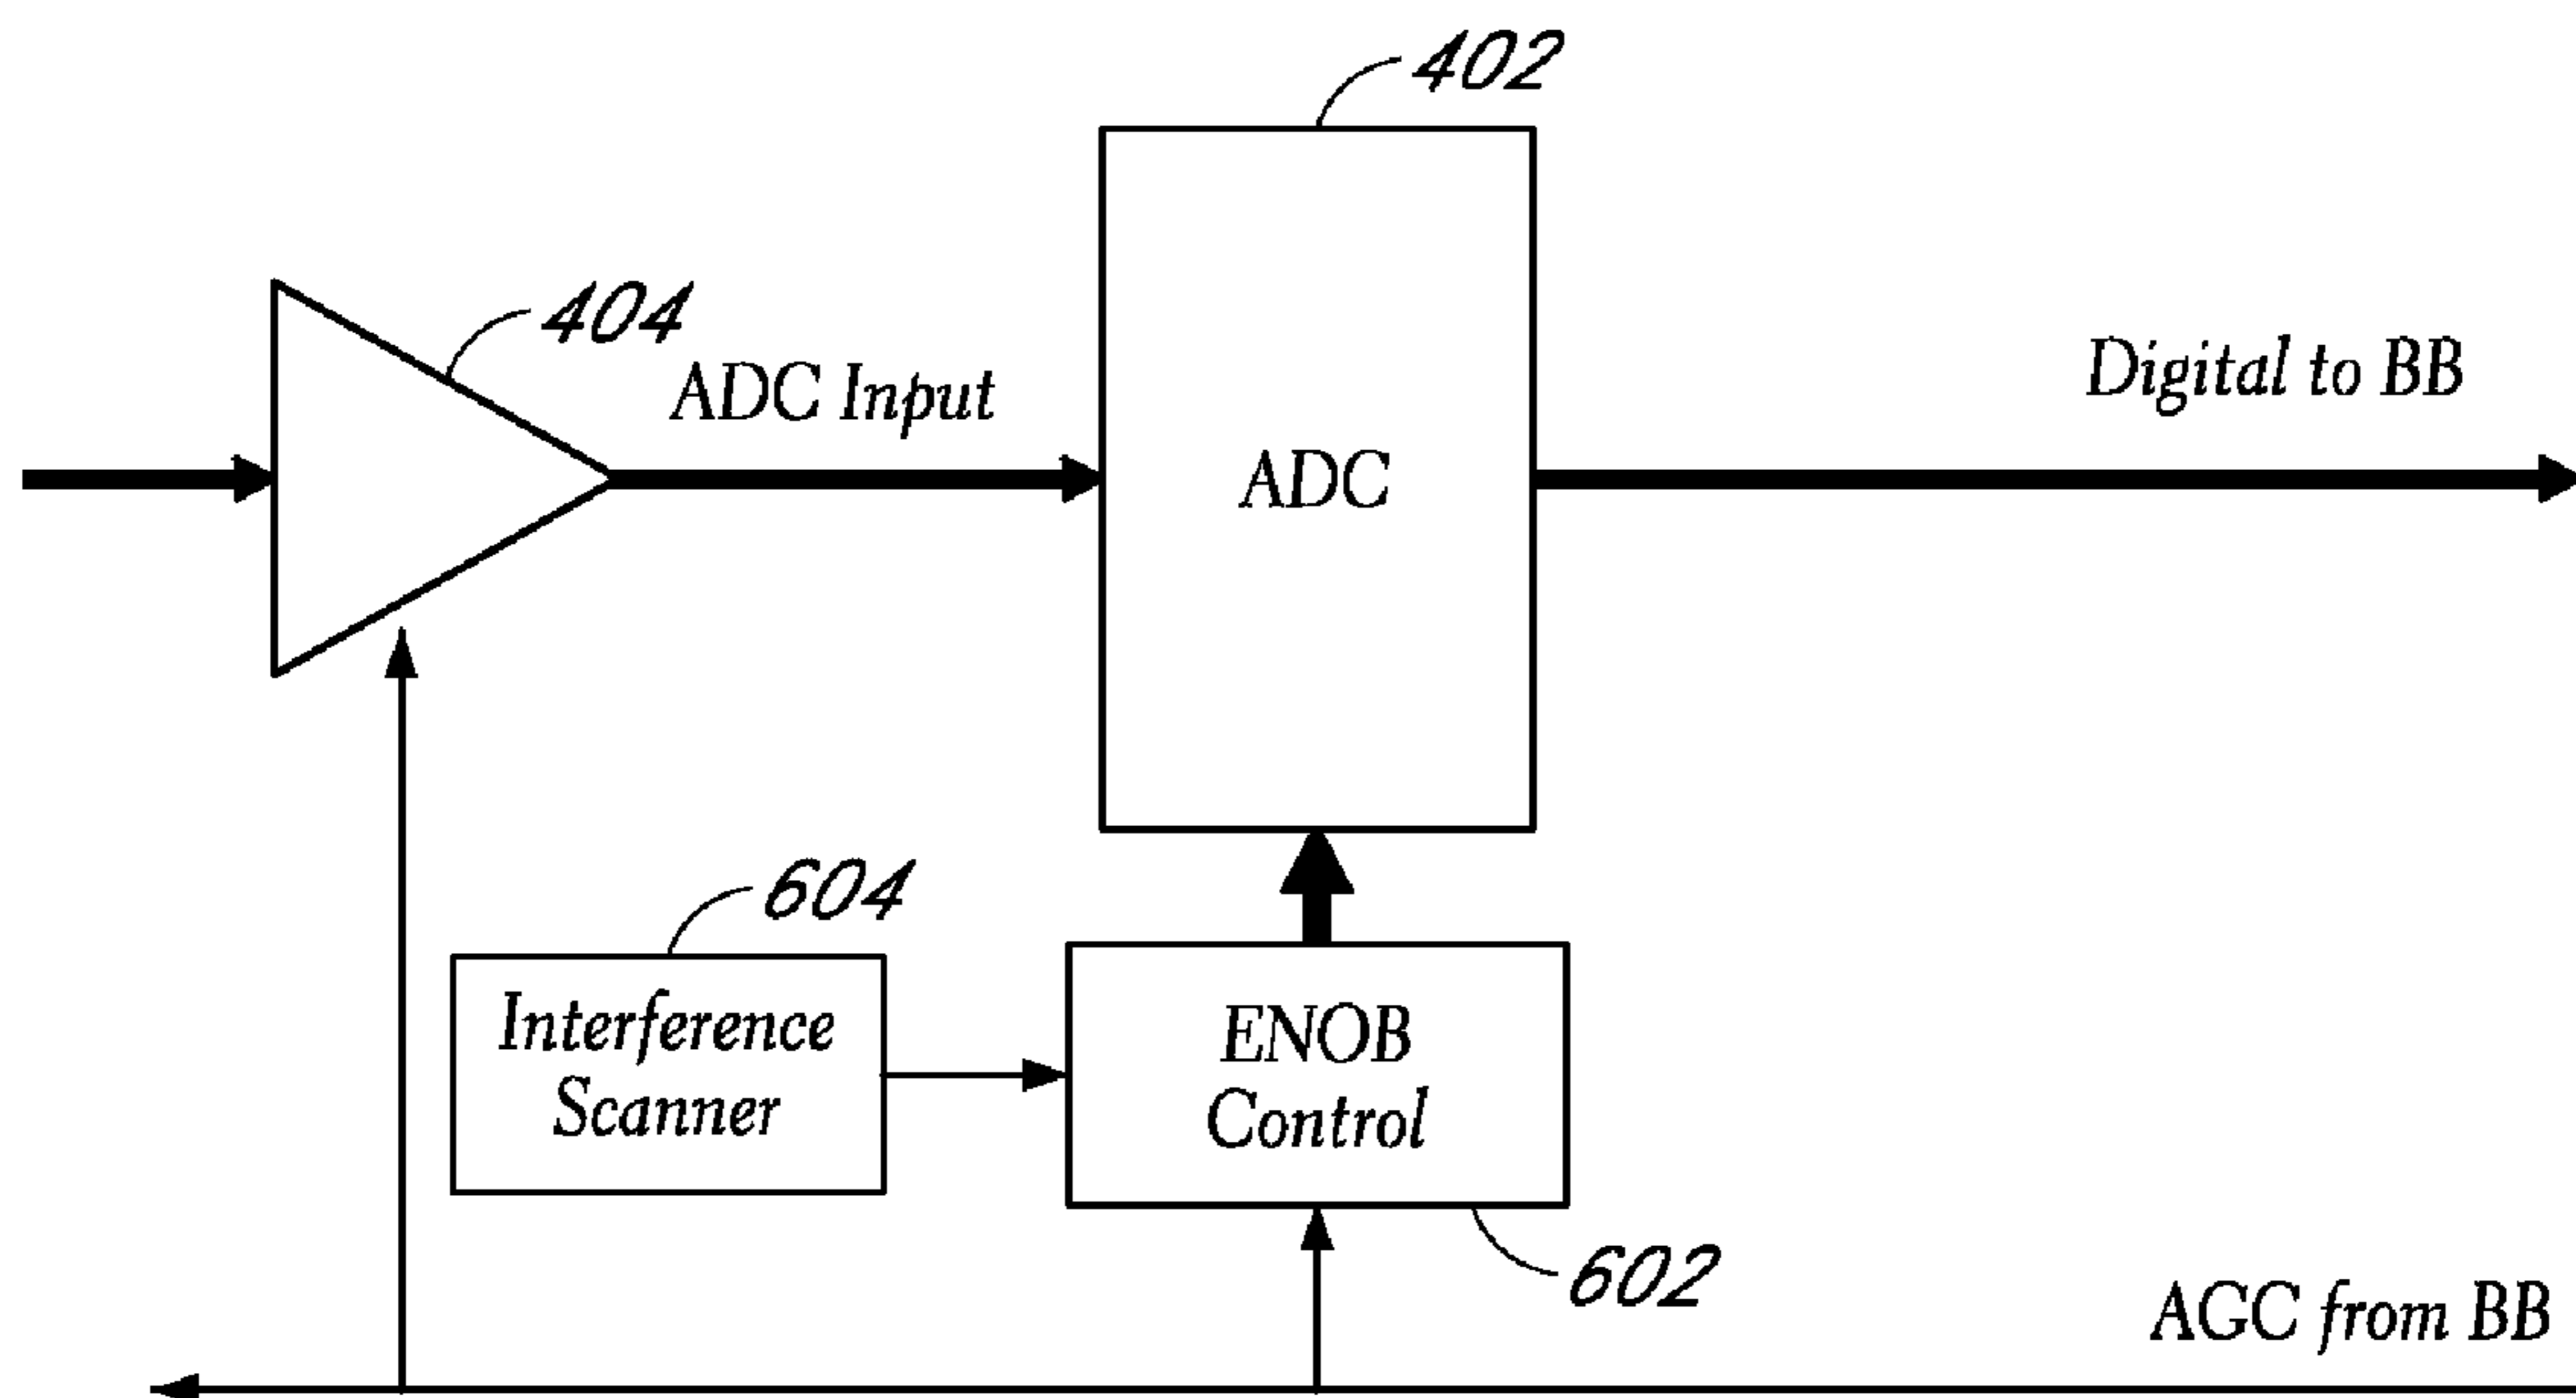 402
404
ADC Input
ADC
Digital to BB
604
Interference
Scanner
ENOB
Control
602
AGC from BB